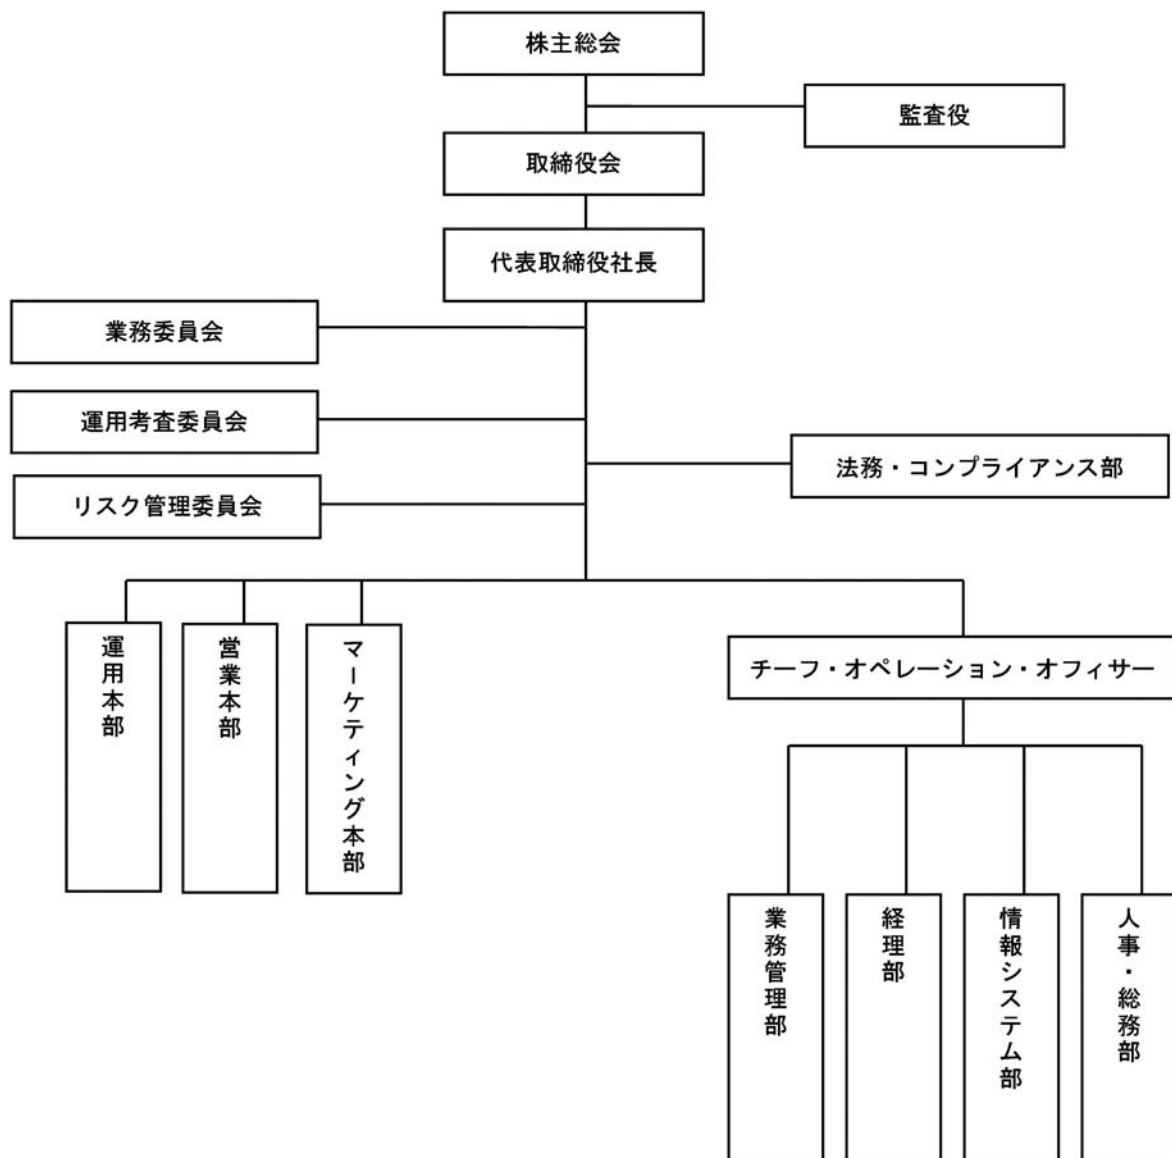 株主総会
監査役
取締役会
代表取締役社長
業務委員会
運用考査委員会
法務・コンプライアンス部
リスク管理委員会
運用本部
営業本部
マーケティング本部
チーフ・オペレーション・オフィサー
業務管理部
経理部
情報システム部
人事・総務部